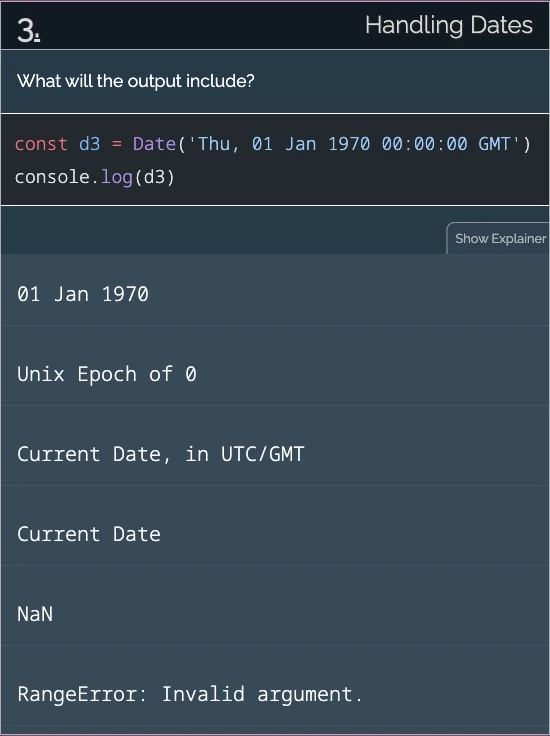 3.
Handling Dates
What will the output include?
const d3 = Date('Thu, 01 Jan 1970 00:00:00 GMT')
console.log(d3)
Show Explainer
01 Jan 1970
Unix Epoch of 0
Current Date, in UTC/GMT
Current Date
NaN
RangeError: Invalid argument.